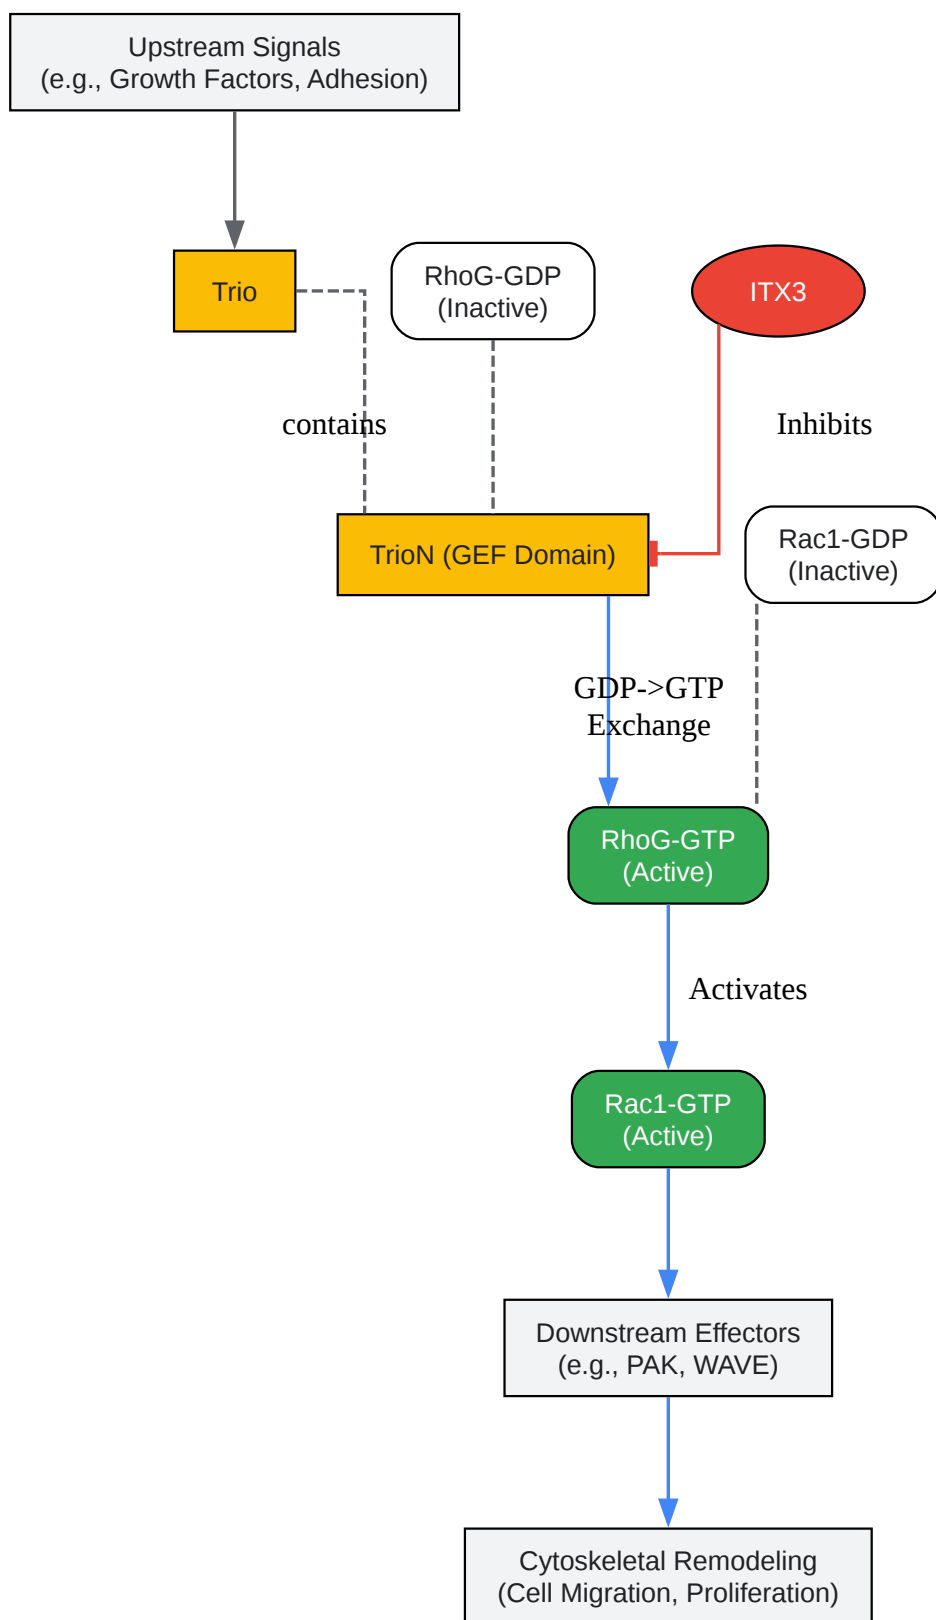 Upstream Signals
(e.g., Growth Factors, Adhesion)
Trio
RhoG-GDP
(Inactive)
ITX3
contains
Inhibits
TrioN (GEF Domain)
Rac1-GDP
(Inactive)
GDP->GTP
Exchange
RhoG-GTP
(Active)
Activates
Rac1-GTP
(Active)
Downstream Effectors
(e.g., PAK, WAVE)
Cytoskeletal Remodeling
(Cell Migration, Proliferation)